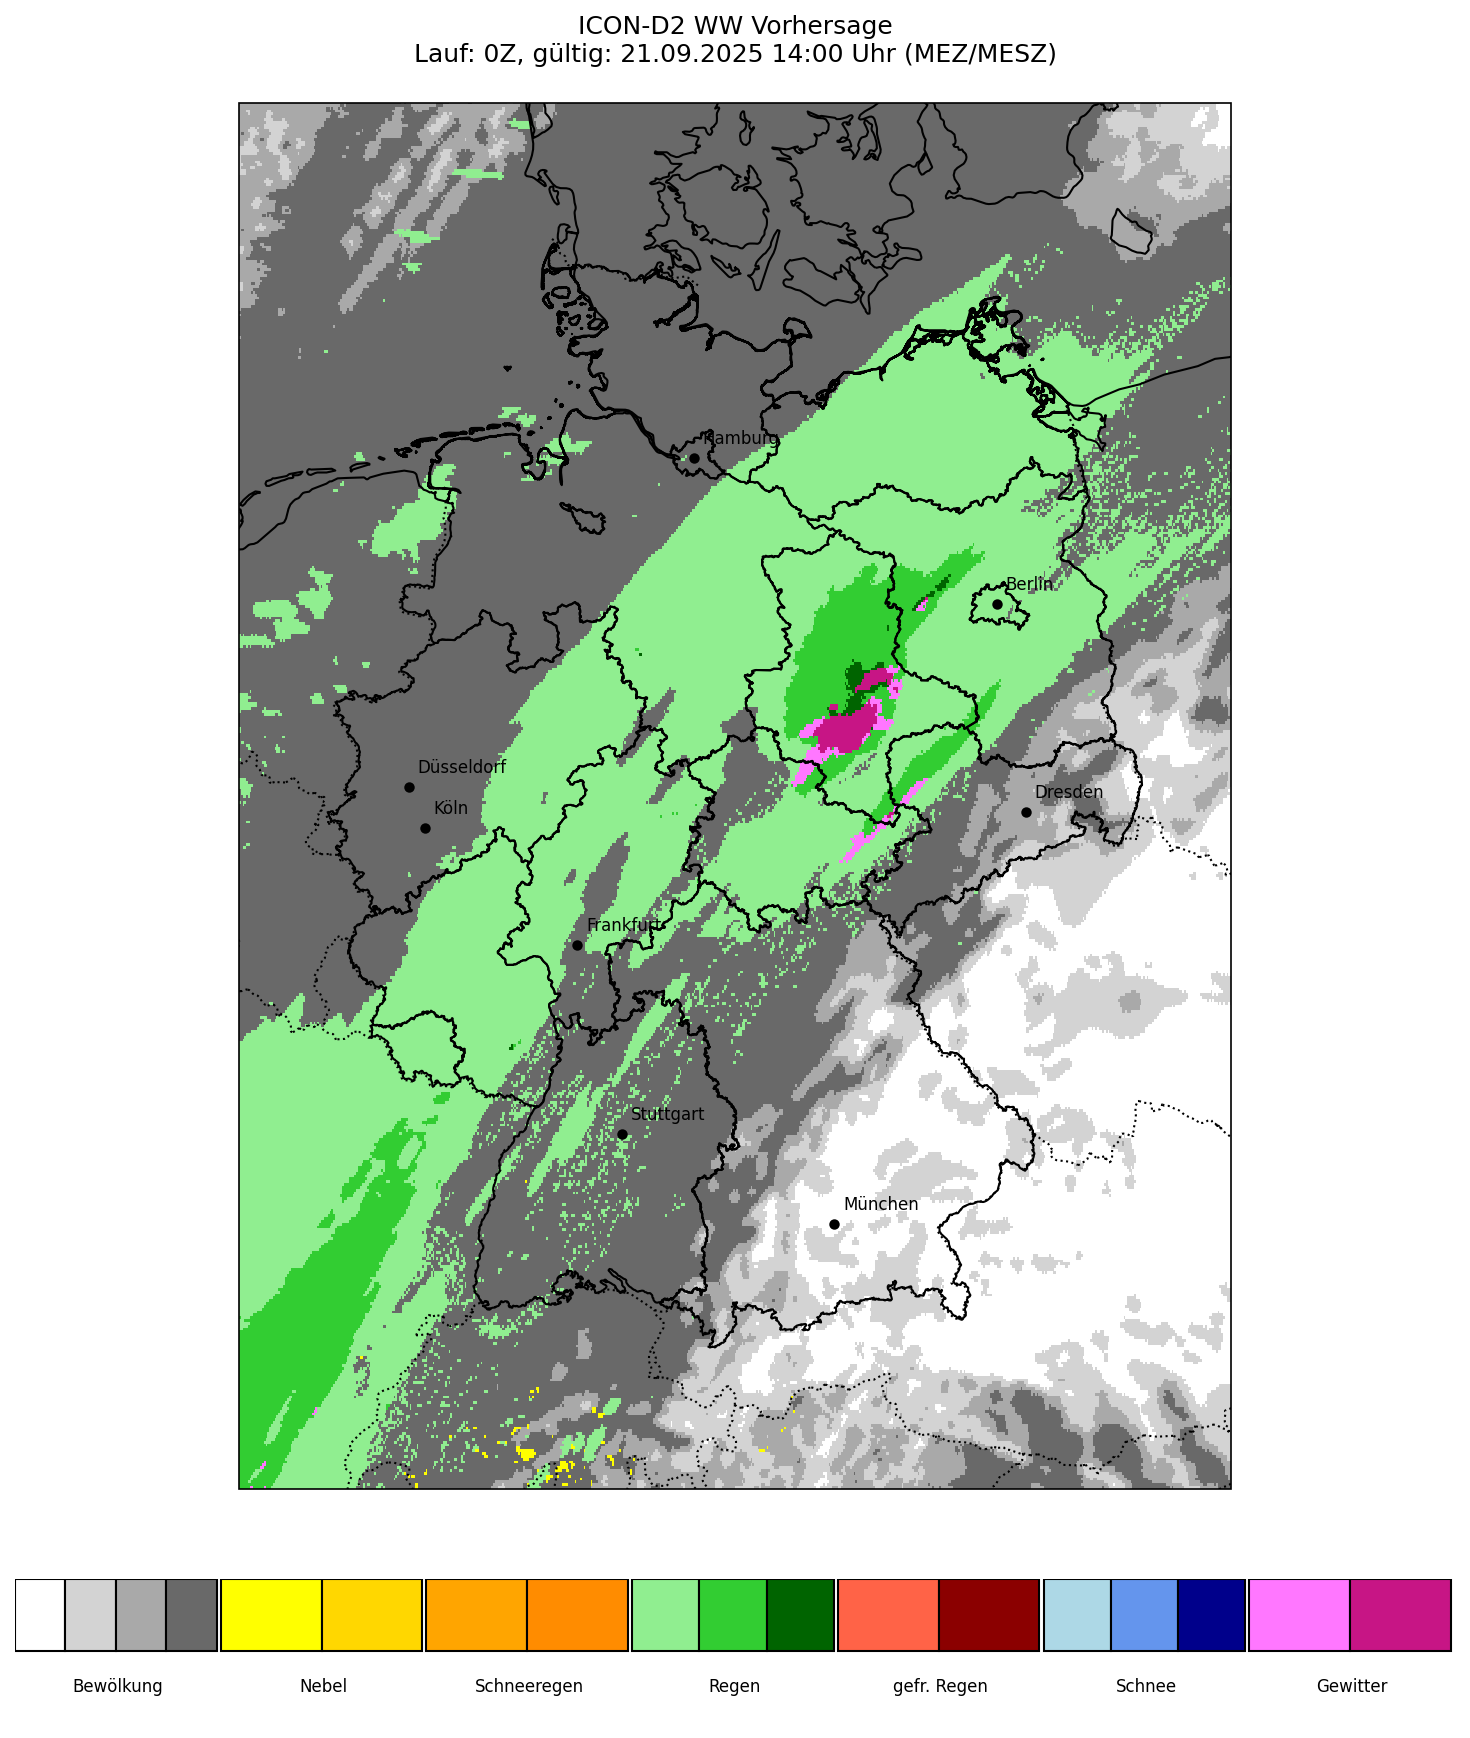 ICON-D2 WW Vorhersage
Lauf: 0Z, gültig: 21.09.2025 14:00 Uhr (MEZ/MESZ)
Hamburg
Berlin
Düsseldorf
Köln
Dresden
Frankfurt
Stuttgart
München
Bewölkung
Nebel
Schneeregen
Regen
gefr. Regen
Schnee
Gewitter